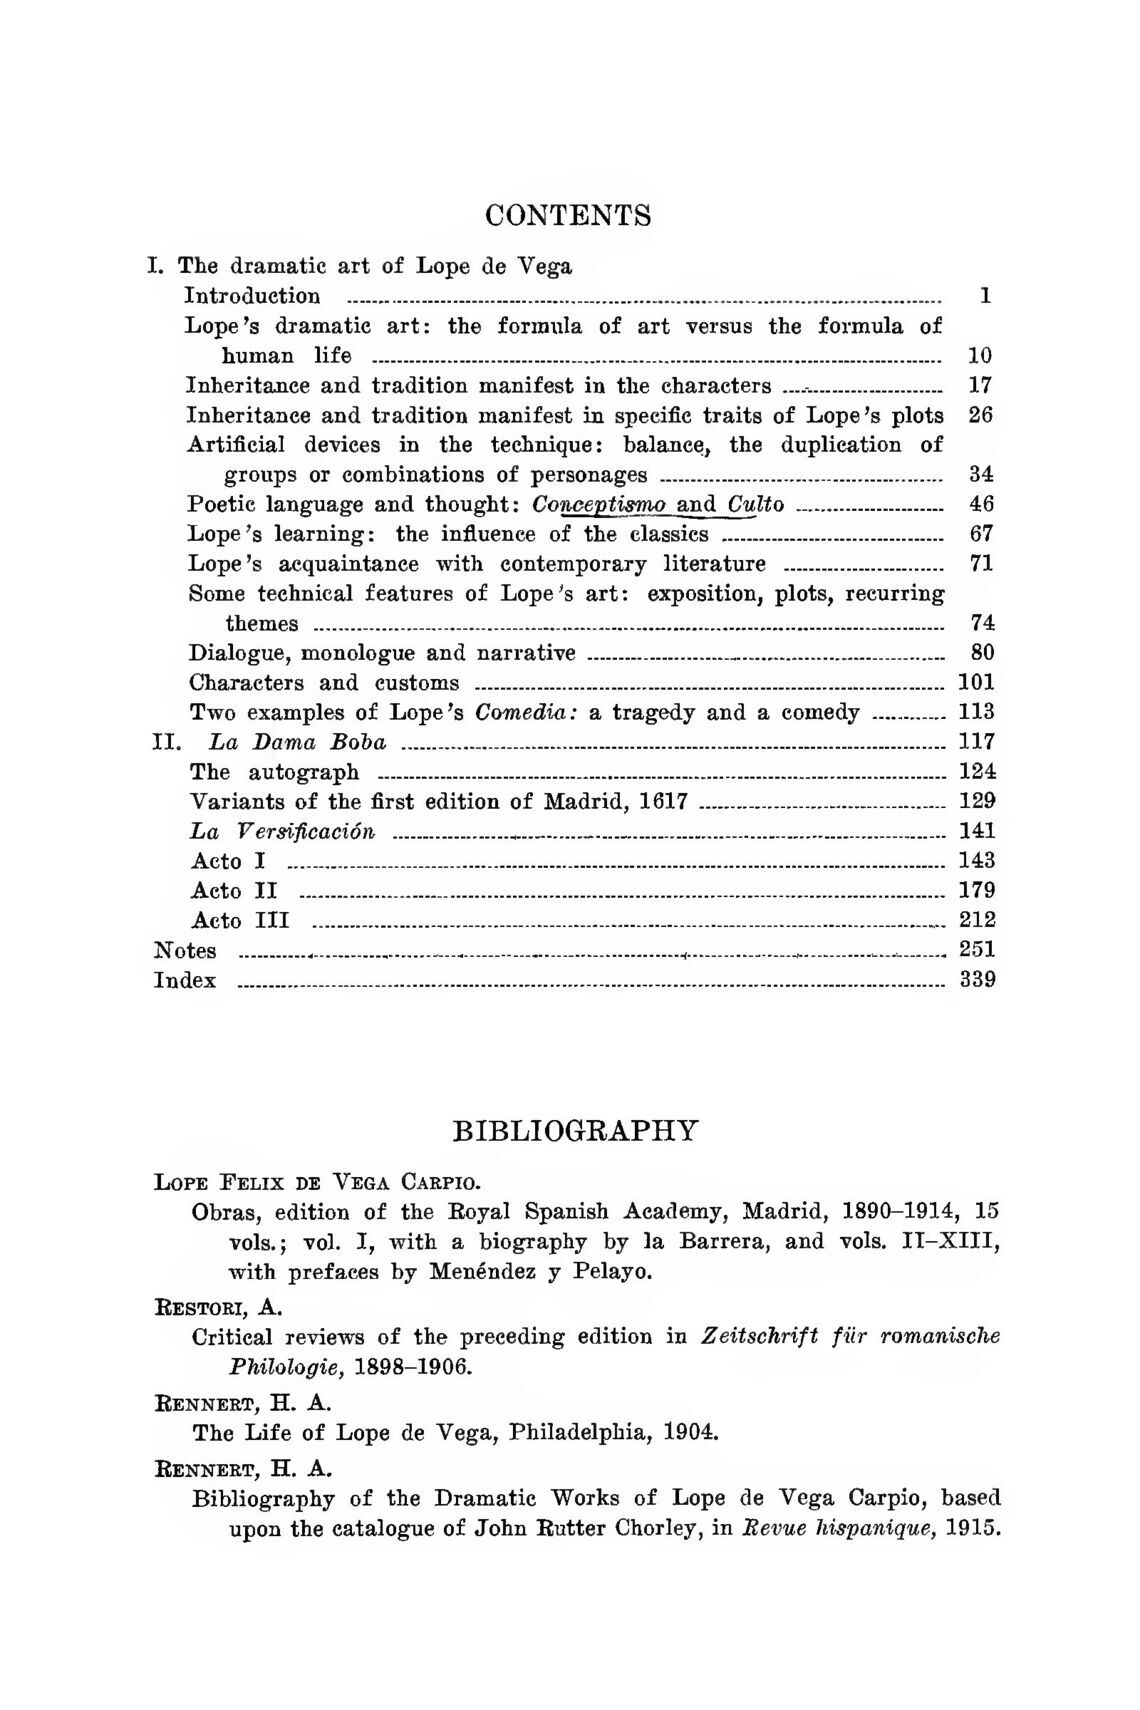 CONTENTS
I. The dramatic art of Lope de Vega
Introduction 1
Lope's dramatic art: the formula of art versus the formula of
human life 10
Inheritance and tradition manifest in the characters 17
Inheritance and tradition manifest in specific traits of Lope's plots 26
Artificial devices in the technique: balance, the duplication of
groups or combinations of personages 34
Poetic language and thought: Conceptismo and Culto 46
Lope's learning: the influence of the classics 67
Lope's acquaintance with contemporary literature 71
Some technical features of Lope's art: exposition, plots, recurring
themes 74
Dialogue, monologue and narrative 80
Characters and customs 101
Two examples of Lope's Comedia: a tragedy and a comedy 113
II. La Dama Boba 117
The autograph 124
Variants of the first edition of Madrid, 1617 129
La Versificación 141
Acto I 143
Acto II 179
Acto III 212
Notes 251
Index 339
BIBLIOGRAPHY
LOPE FELIX DE VEGA CARPIO.
Obras, edition of the Royal Spanish Academy, Madrid, 1890–1914, 15
vols.; vol. I, with a biography by la Barrera, and vols. II–XIII,
with prefaces by Menéndez y Pelayo.
RESTORI, A.
Critical reviews of the preceding edition in Zeitschrift für romanische
Philologie, 1898–1906.
RENNERT, H. A.
The Life of Lope de Vega, Philadelphia, 1904.
RENNERT, H. A.
Bibliography of the Dramatic Works of Lope de Vega Carpio, based
upon the catalogue of John Rutter Chorley, in Revue hispanique, 1915.